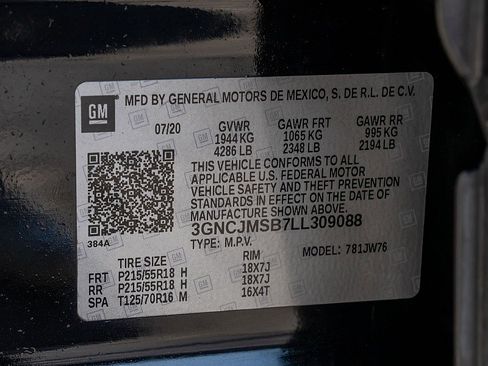 GM
MFD BY GENERAL MOTORS DE MEXICO, S. DE R.L. DE C.V.
07/20 GVWR GAWR FRT GAWR RR
1944 KG 1065 KG 995 KG
4286 LB 2348 LB 2194 LB
THIS VEHICLE CONFORMS TO ALL
APPLICABLE U.S. FEDERAL MOTOR
VEHICLE SAFETY AND THEFT PREVENTION
STANDARDS IN EFFECT ON THE DATE OF
MANUFACTURE SHOWN ABOVE.
384A 3GNCJMSB7LL309088
TYPE: M.P.V. MODEL: 781JW76
TIRE SIZE RIM
FRT P215/55R18 H 18X7J
RR P215/55R18 H 18X7J
SPA T125/70R16 M 16X4T